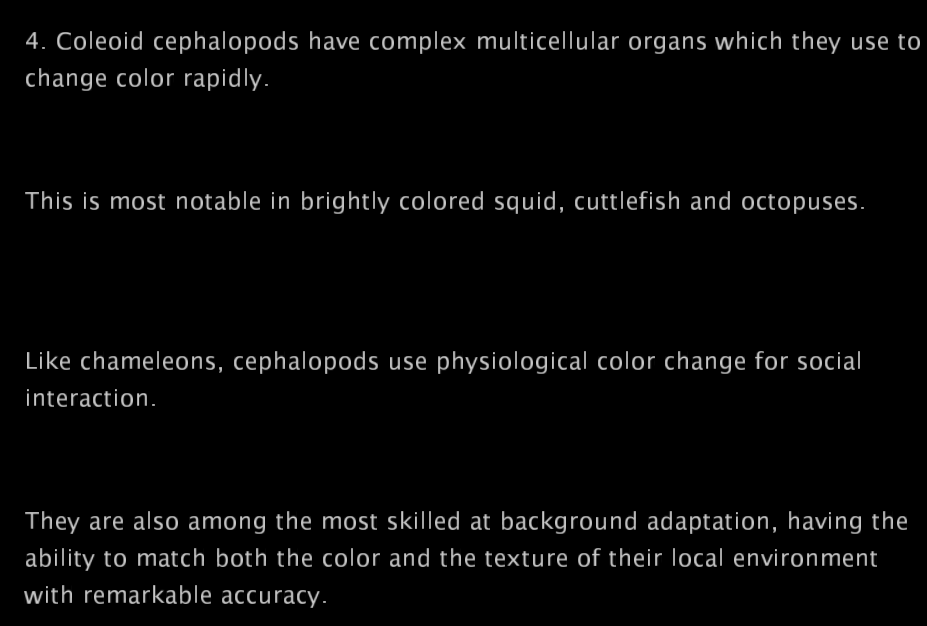 4. Coleoid cephalopods have complex multicellular organs which they use to
change color rapidly.
This is most notable in brightly colored squid, cuttlefish and octopuses.
Like chameleons, cephalopods use physiological color change for social
interaction.
They are also among the most skilled at background adaptation, having the
ability to match both the color and the texture of their local environment
with remarkable accuracy.